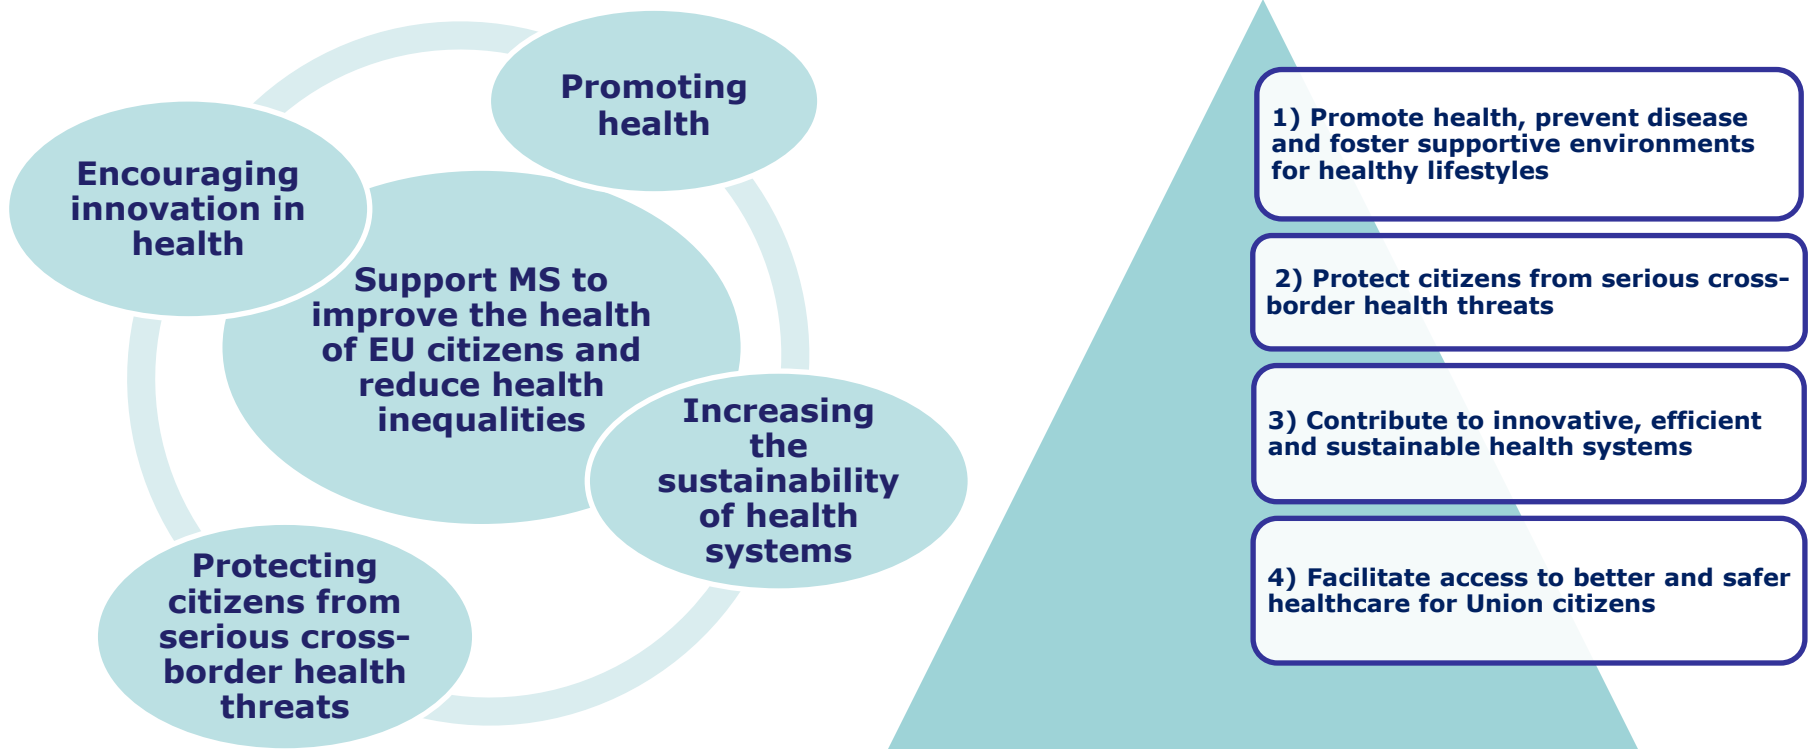 Promoting
health
Encouraging
innovation in
health
Support MS to
improve the health
of EU citizens and
reduce health
inequalities
Increasing
the
sustainability
of health
systems
Protecting
citizens from
serious cross-
border health
threats
1) Promote health, prevent disease
and foster supportive environments
for healthy lifestyles
2) Protect citizens from serious cross-
border health threats
3) Contribute to innovative, efficient
and sustainable health systems
4) Facilitate access to better and safer
healthcare for Union citizens